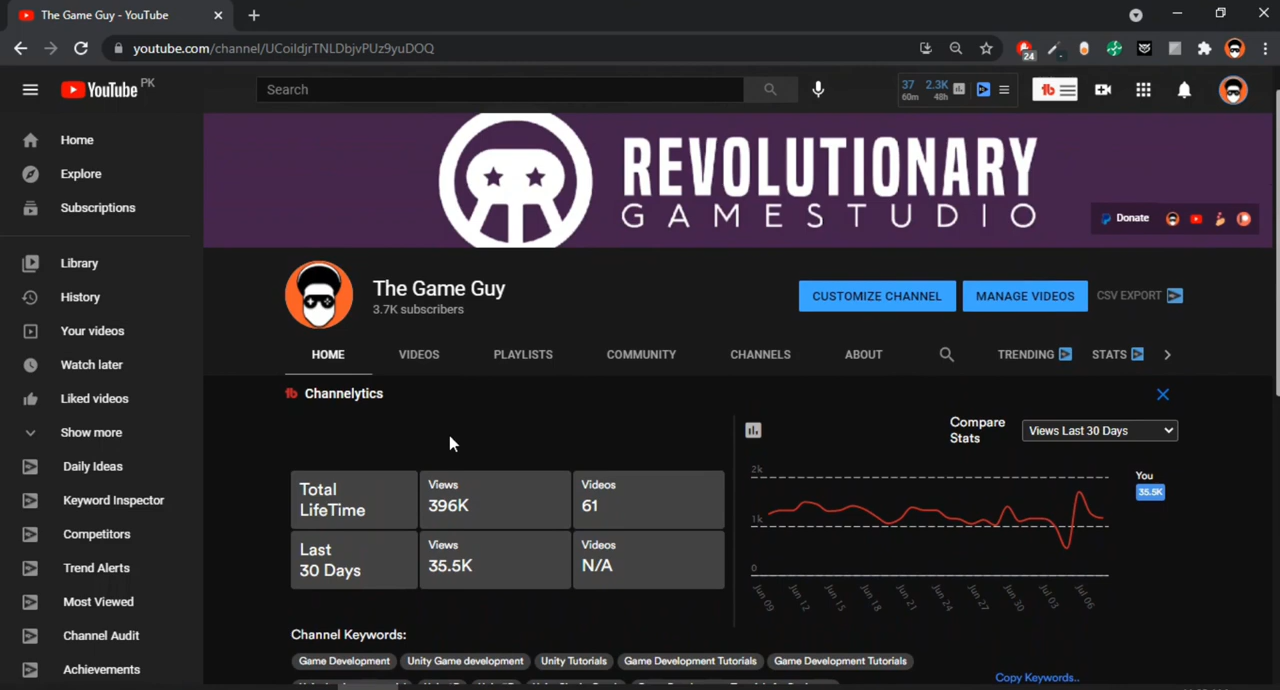 The Game Guy - YouTube
youtube.com/channel/UCoiIdjrTNLDbjvPUz9yuDOQ
24
YouTube PK
Search
37 2.3K
60m 48h
REVOLUTIONARY
GAMESTUDIO
Donate
Home
Explore
Subscriptions
Library
History
Your videos
Watch later
Liked videos
Show more
Daily Ideas
Keyword Inspector
Competitors
Trend Alerts
Most Viewed
Channel Audit
Achievements
The Game Guy
3.7K subscribers
CUSTOMIZE CHANNEL
MANAGE VIDEOS
CSV EXPORT
HOME VIDEOS PLAYLISTS COMMUNITY CHANNELS ABOUT TRENDING STATS
tb Channelytics
Compare
Stats
Views Last 30 Days
Total
LifeTime
Views
396K
Videos
61
Last
30 Days
Views
35.5K
Videos
N/A
2k
1k
0
Jun 09 Jun 12 Jun 15 Jun 18 Jun 21 Jun 24 Jun 27 Jun 30 Jul 03 Jul 06
You
35.5K
Channel Keywords:
Game Development Unity Game development Unity Tutorials Game Development Tutorials Game Development Tutorials
Copy Keywords..